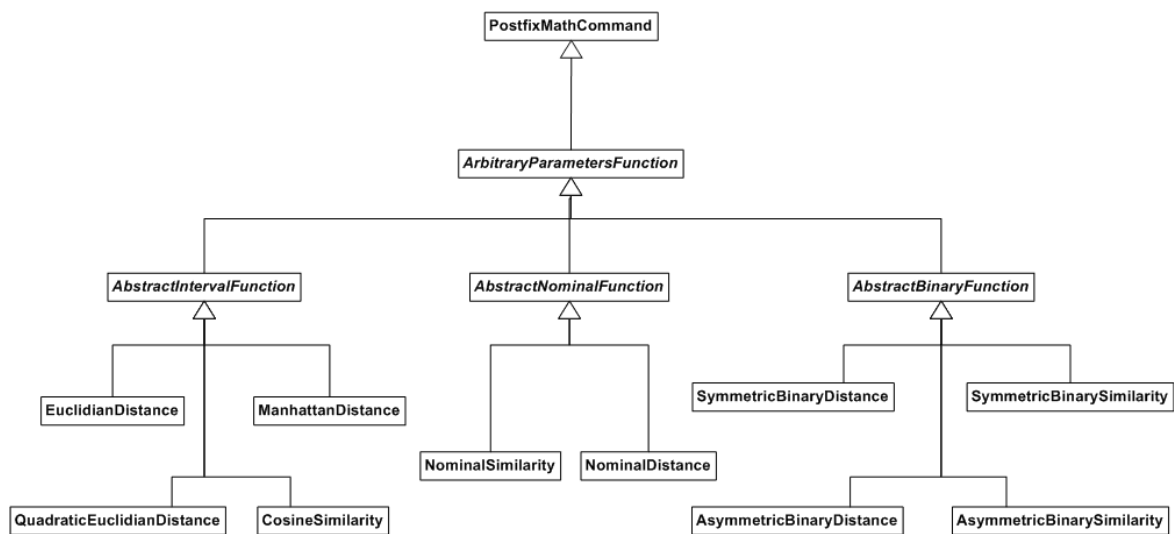 PostfixMathCommand
ArbitraryParametersFunction
AbstractIntervalFunction
AbstractNominalFunction
AbstractBinaryFunction
EuclidianDistance
ManhattanDistance
SymmetricBinaryDistance
SymmetricBinarySimilarity
NominalSimilarity
NominalDistance
QuadraticEuclidianDistance
CosineSimilarity
AsymmetricBinaryDistance
AsymmetricBinarySimilarity